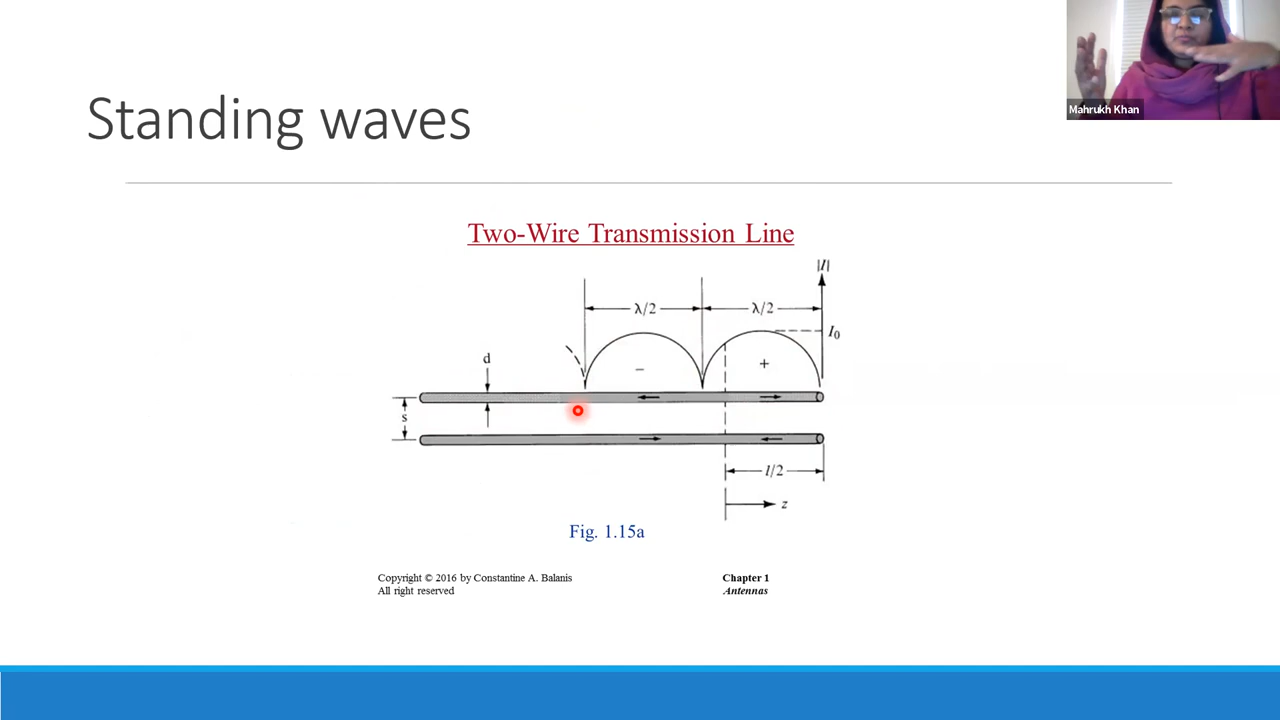 Mahrukh Khan
Standing waves
Two-Wire Transmission Line
|I|
λ/2 λ/2
I₀
d
− +
s
l/2
z
Fig. 1.15a
Copyright © 2016 by Constantine A. Balanis
All right reserved
Chapter 1
Antennas